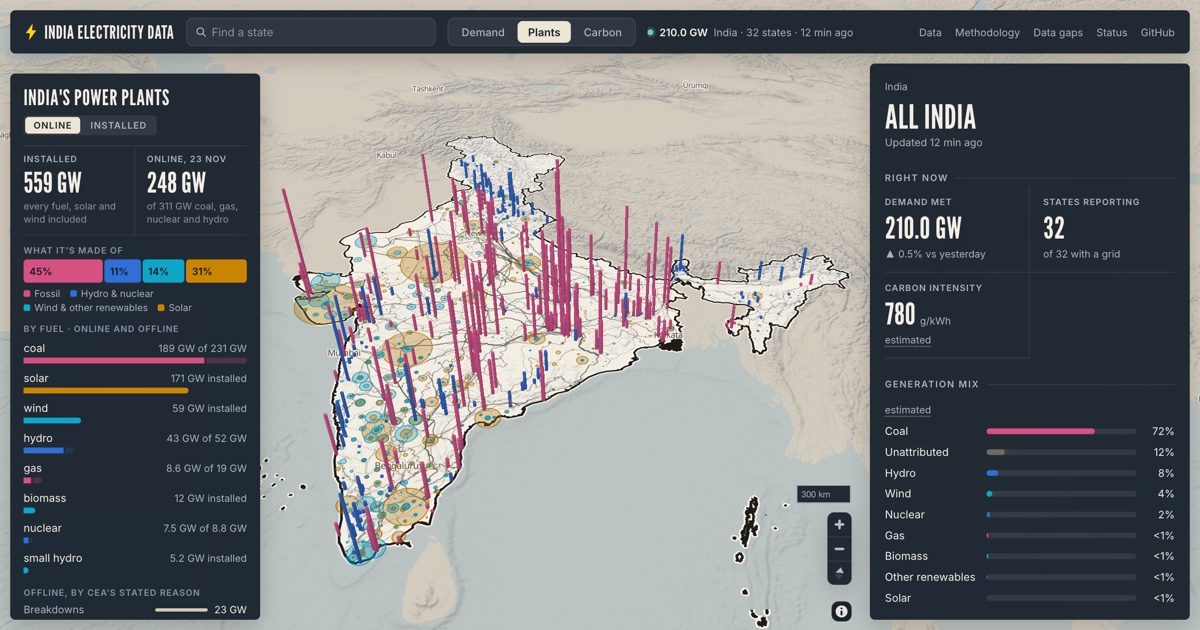 INDIA ELECTRICITY DATA
Find a state
Demand
Plants
Carbon
210.0 GW India · 32 states · 12 min ago
Data
Methodology
Data gaps
Status
GitHub
INDIA'S POWER PLANTS
ONLINE
INSTALLED
INSTALLED
559 GW
every fuel, solar and
wind included
ONLINE, 23 NOV
248 GW
of 311 GW coal, gas,
nuclear and hydro
WHAT IT'S MADE OF
45%
11%
14%
31%
Fossil
Hydro & nuclear
Wind & other renewables
Solar
BY FUEL · ONLINE AND OFFLINE
coal 189 GW of 231 GW
solar 171 GW installed
wind 59 GW installed
hydro 43 GW of 52 GW
gas 8.6 GW of 19 GW
biomass 12 GW installed
nuclear 7.5 GW of 8.8 GW
small hydro 5.2 GW installed
OFFLINE, BY CEA'S STATED REASON
Breakdowns 23 GW
Tashkent
Ürümqi
Kabul
300 km
India
ALL INDIA
Updated 12 min ago
RIGHT NOW
DEMAND MET
210.0 GW
▲ 0.5% vs yesterday
STATES REPORTING
32
of 32 with a grid
CARBON INTENSITY
780 g/kWh
estimated
GENERATION MIX
estimated
Coal 72%
Unattributed 12%
Hydro 8%
Wind 4%
Nuclear 2%
Gas <1%
Biomass <1%
Other renewables <1%
Solar <1%